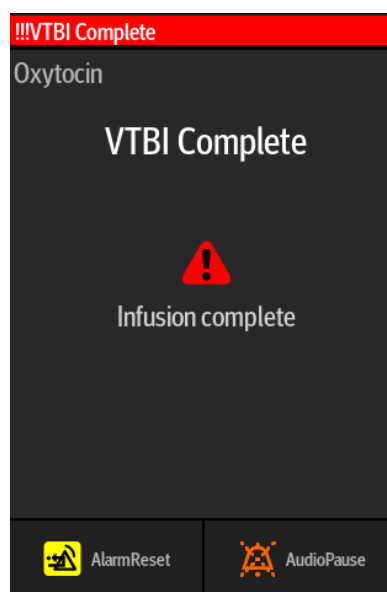 !!!VTBI Complete
Oxytocin
VTBI Complete
Infusion complete
AlarmReset
AudioPause